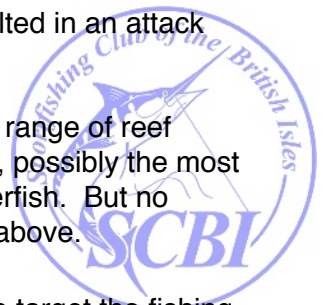 lted in an attack
Sportfishing Club of the British Isles
range of reef
, possibly the most
erfish. But no
above.
SCBI
target the fishing